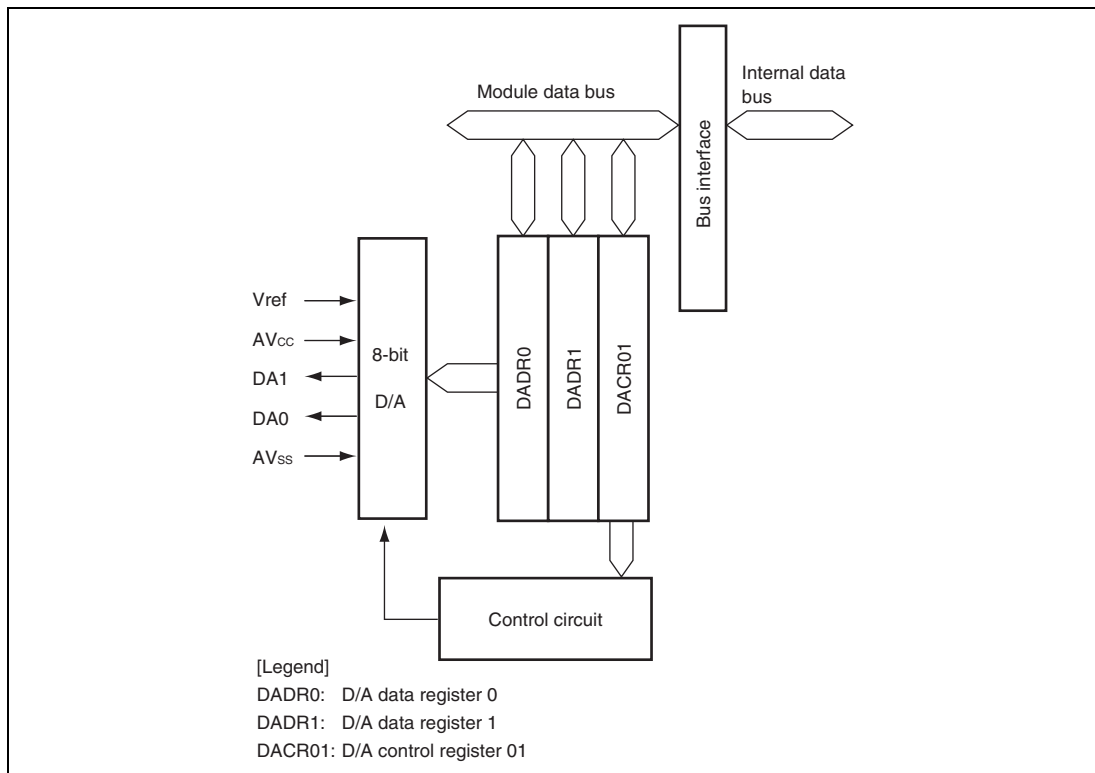 Module data bus
Internal data
bus
Bus interface
Vref
AVCC
DA1
DA0
AVSS
8-bit
D/A
DADR0
DADR1
DACR01
Control circuit
[Legend]
DADR0: D/A data register 0
DADR1: D/A data register 1
DACR01: D/A control register 01